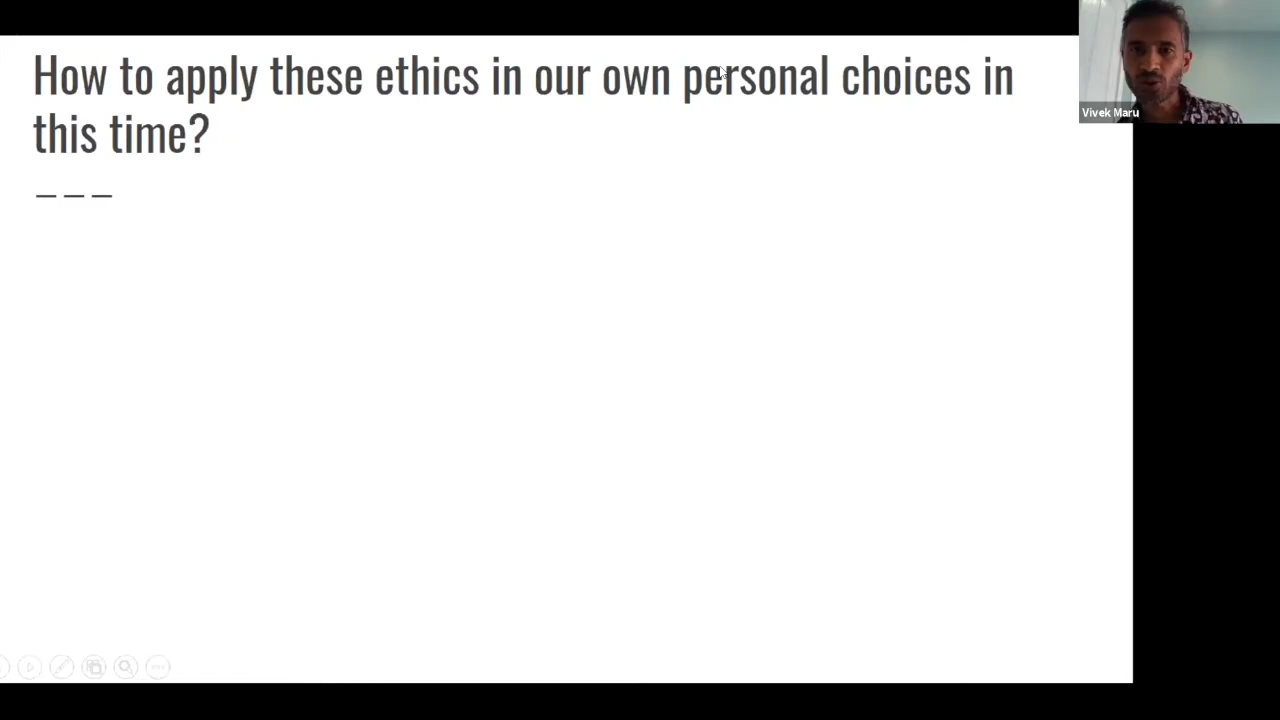 How to apply these ethics in our own personal choices in
this time?
Vivek Maru